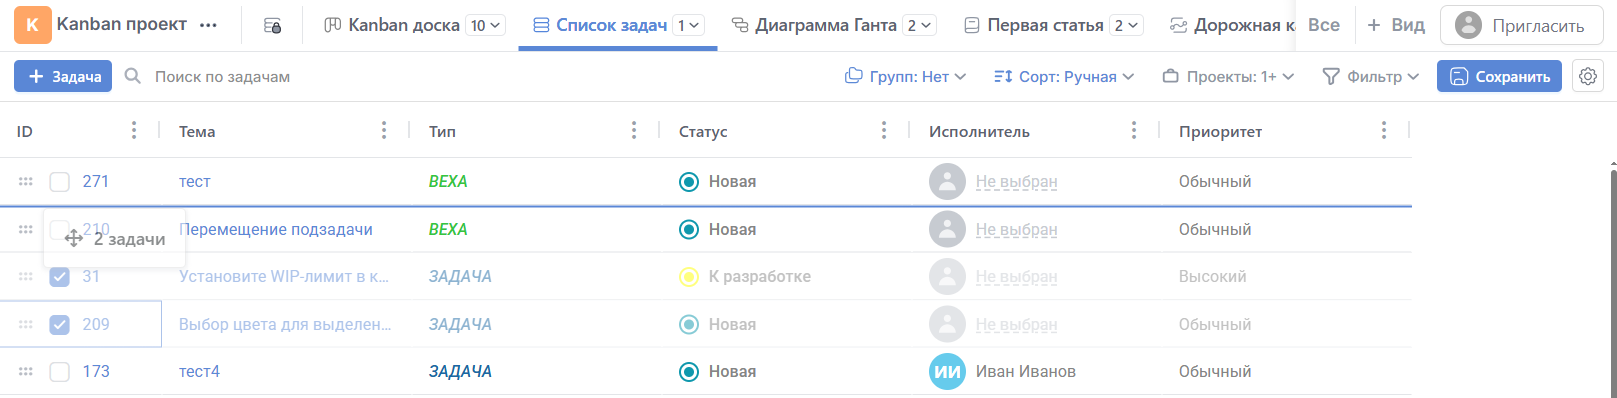 K Kanban проект ••• Kanban доска 10 Список задач 1 Диаграмма Ганта 2 Первая статья 2 Дорожная к Все + Вид Пригласить
+ Задача Поиск по задачам Групп: Нет Сорт: Ручная Проекты: 1+ Фильтр Сохранить
ID Тема Тип Статус Исполнитель Приоритет
271 тест ВЕХА Новая Не выбран Обычный
210 Перемещение подзадачи ВЕХА Новая Не выбран Обычный
2 задачи
31 Установите WIP-лимит в к... ЗАДАЧА К разработке Не выбран Высокий
209 Выбор цвета для выделен... ЗАДАЧА Новая Не выбран Обычный
173 тест4 ЗАДАЧА Новая ИИ Иван Иванов Обычный